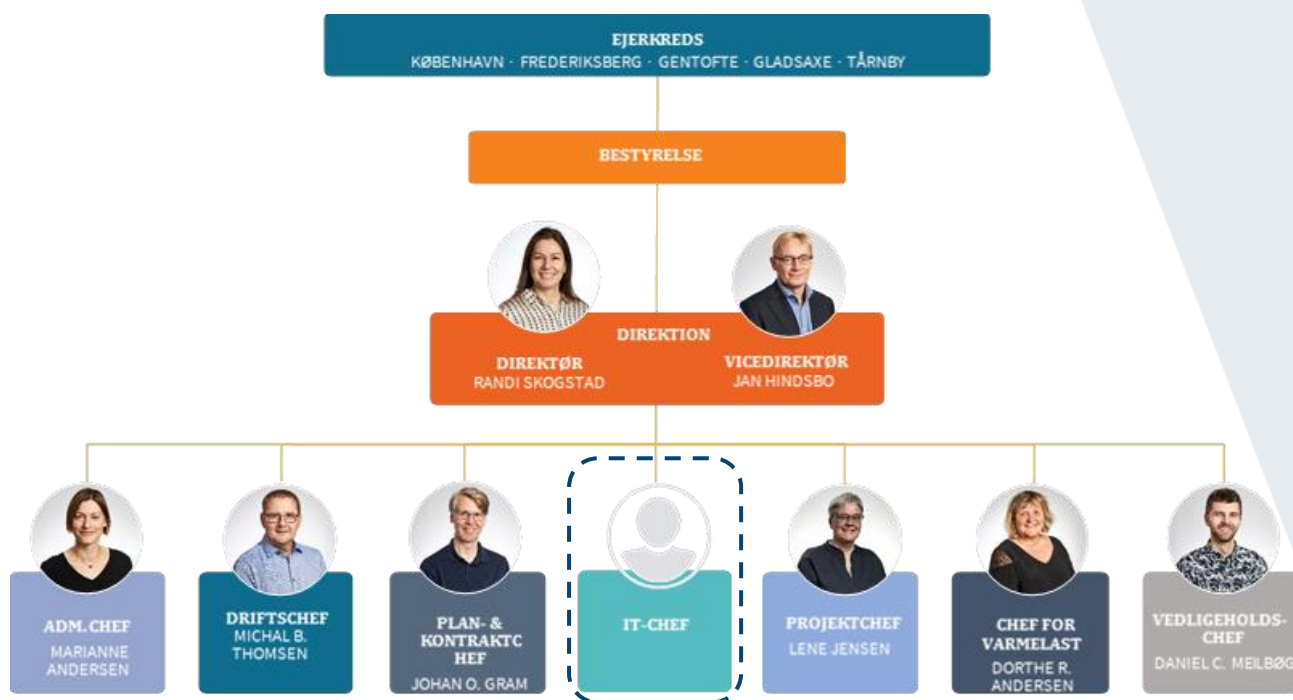 EJERKREDS
KØBENHAVN · FREDERIKSBERG · GENTOFTE · GLADSAXE · TÅRNBY
BESTYRELSE
DIREKTION
DIREKTØR
RANDI SKOGSTAD
VICEDIREKTØR
JAN HINDSBO
ADM. CHEF
MARIANNE
ANDERSEN
DRIFTSCHEF
MICHAL B.
THOMSEN
PLAN- &
KONTRAKTC
HEF
JOHAN O. GRAM
IT-CHEF
PROJEKTCHEF
LENE JENSEN
CHEF FOR
VARMELAST
DORTHE R.
ANDERSEN
VEDLIGEHOLDS-
CHEF
DANIEL C. MEILBØG